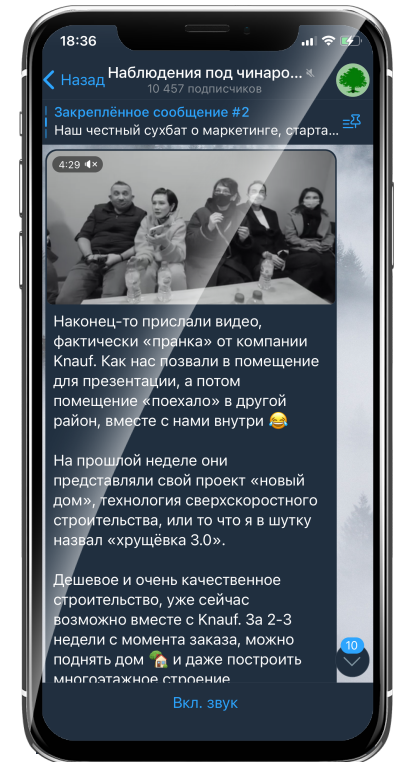 18:36
Назад
Наблюдения под чинаро...
10 457 подписчиков
Закреплённое сообщение #2
Наш честный сухбат о маркетинге, старта...
4:29
Наконец-то прислали видео,
фактически «пранка» от компании
Knauf. Как нас позвали в помещение
для презентации, а потом
помещение «поехало» в другой
район, вместе с нами внутри 😂
На прошлой неделе они
представляли свой проект «новый
дом», технология сверхскоростного
строительства, или то что я в шутку
назвал «хрущёвка 3.0».
Дешевое и очень качественное
строительство, уже сейчас
возможно вместе с Knauf. За 2-3
недели с момента заказа, можно
поднять дом 🏡 и даже построить
многоэтажное строение
10
Вкл. звук